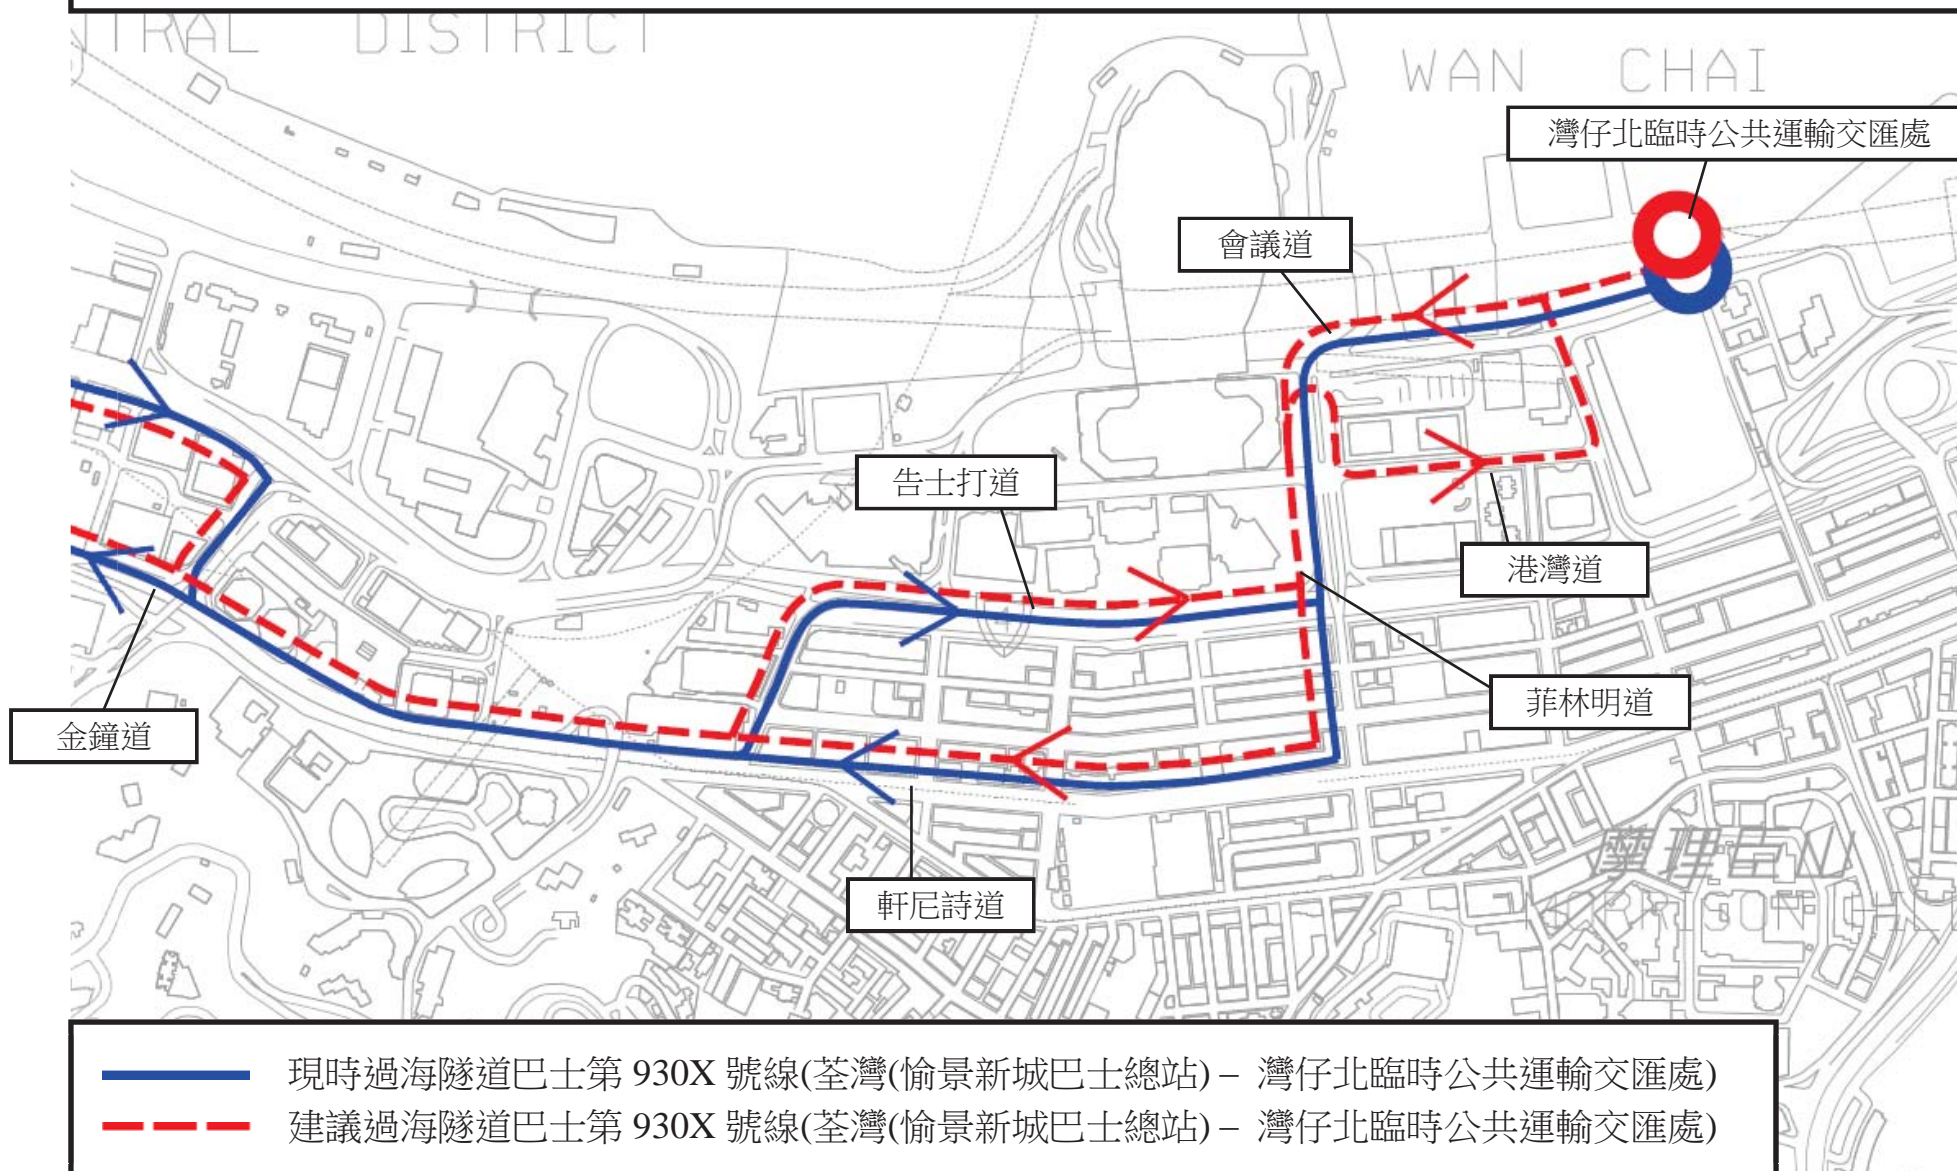 TRAL DISTRICT
WAN CHAI
灣仔北臨時公共運輸交匯處
會議道
告士打道
港灣道
菲林明道
金鐘道
軒尼詩道
摩理臣山
現時過海隧道巴士第 930X 號線(荃灣(愉景新城巴士總站) – 灣仔北臨時公共運輸交匯處)
建議過海隧道巴士第 930X 號線(荃灣(愉景新城巴士總站) – 灣仔北臨時公共運輸交匯處)